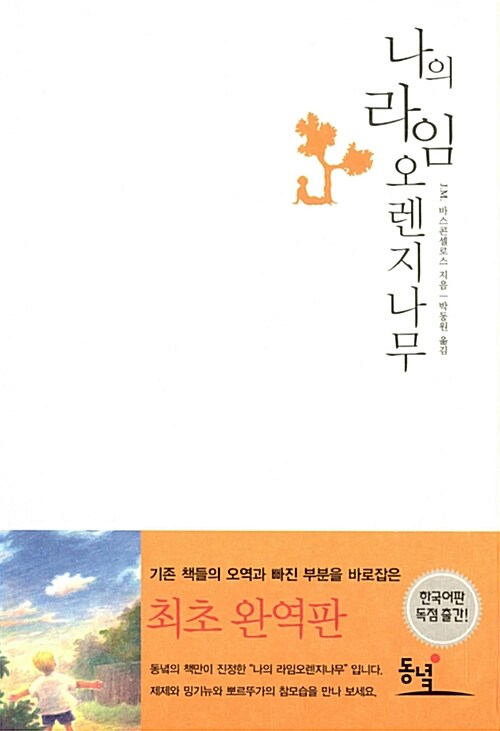 나의
라임
오렌지나무
J.M. 바스콘셀로스 지음 | 박동원 옮김
기존 책들의 오역과 빠진 부분을 바로잡은
최초 완역판
동녘의 책만이 진정한 “나의 라임오렌지나무” 입니다.
제제와 밍기뉴와 뽀르뚜가의 참모습을 만나 보세요.
한국어판
독점 출간!
동녘